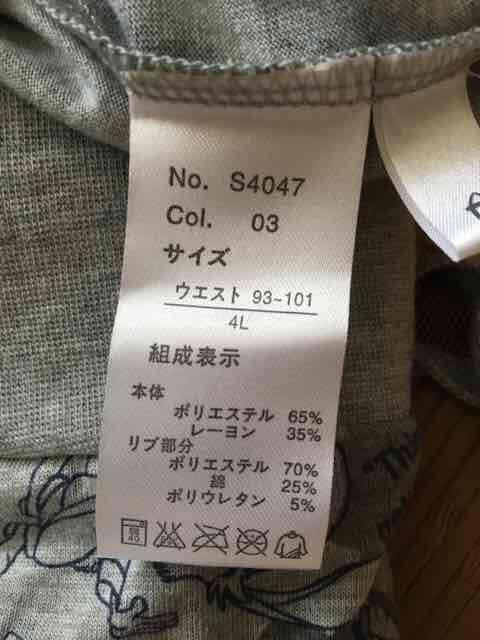 No. S4047
Col. 03
サイズ
ウエスト 93~101
4L
組成表示
本体
ポリエステル 65%
レーヨン 35%
リブ部分
ポリエステル 70%
綿 25%
ポリウレタン 5%